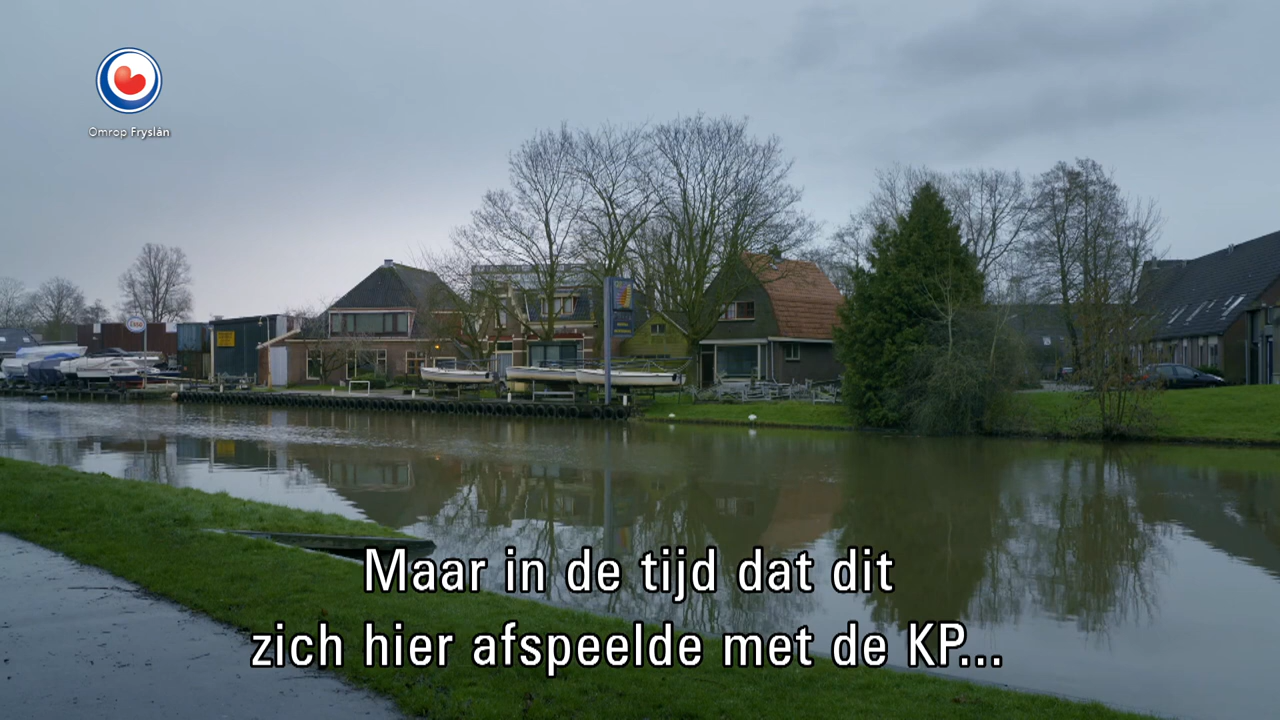 Omrop Fryslân
Maar in de tijd dat dit
zich hier afspeelde met de KP...